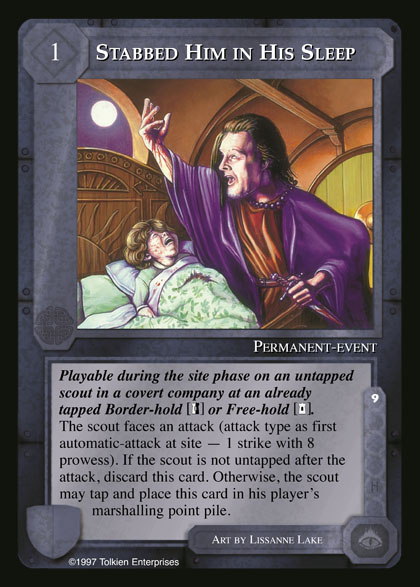 1
STABBED HIM IN HIS SLEEP
PERMANENT-EVENT
Playable during the site phase on an untapped
scout in a covert company at an already
tapped Border-hold [] or Free-hold [].
The scout faces an attack (attack type as first
automatic-attack at site — 1 strike with 8
prowess). If the scout is not untapped after the
attack, discard this card. Otherwise, the scout
may tap and place this card in his player's
marshalling point pile.
9
H
ART BY LISSANNE LAKE
©1997 Tolkien Enterprises